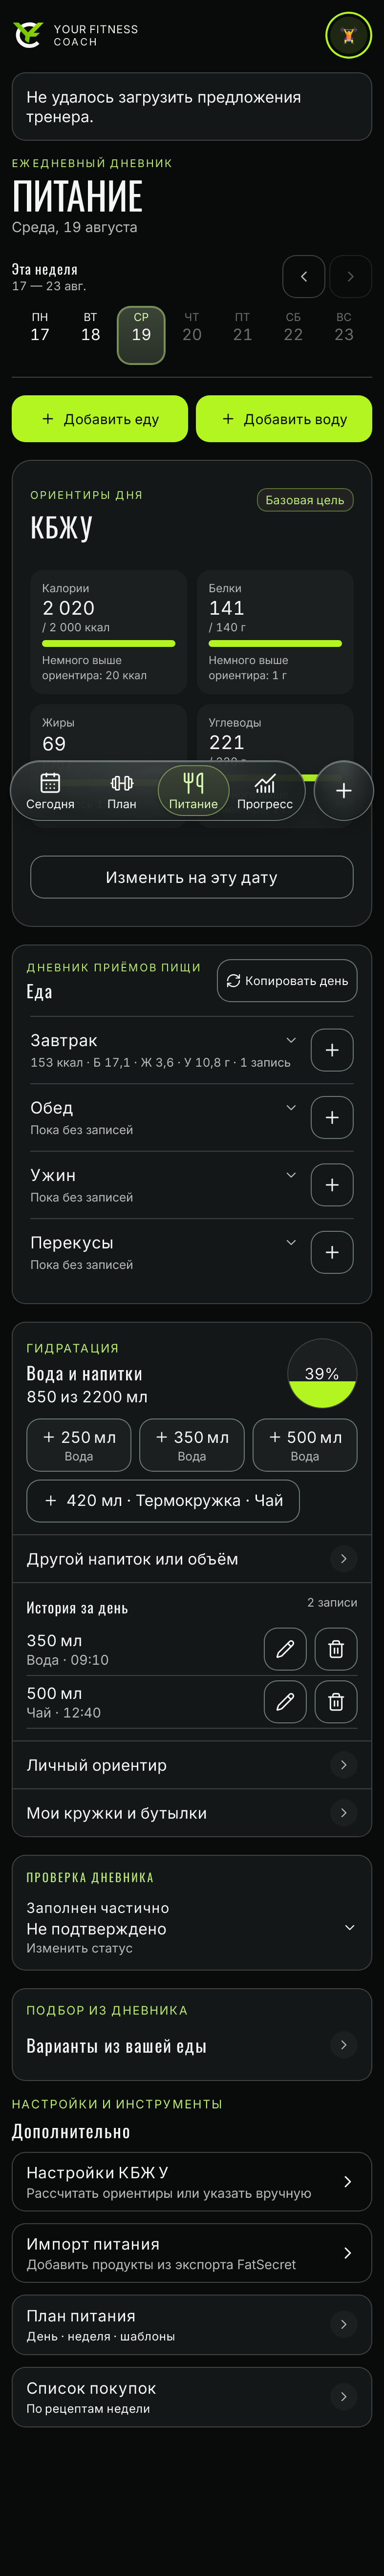 YOUR FITNESS
COACH
Не удалось загрузить предложения
тренера.
ЕЖЕДНЕВНЫЙ ДНЕВНИК
ПИТАНИЕ
Среда, 19 августа
Эта неделя
17 — 23 авг.
ПН ВТ СР ЧТ ПТ СБ ВС
17 18 19 20 21 22 23
+ Добавить еду + Добавить воду
ОРИЕНТИРЫ ДНЯ
Базовая цель
КБЖУ
Калории Белки
2 020 141
/ 2 000 ккал / 140 г
Немного выше Немного выше
ориентира: 20 ккал ориентира: 1 г
Жиры Углеводы
69 221
Сегодня План Питание Прогресс +
Изменить на эту дату
ДНЕВНИК ПРИЁМОВ ПИЩИ
Еда
Копировать день
Завтрак
153 ккал · Б 17,1 · Ж 3,6 · У 10,8 г · 1 запись
Обед
Пока без записей
Ужин
Пока без записей
Перекусы
Пока без записей
ГИДРАТАЦИЯ
Вода и напитки
850 из 2200 мл
39%
+ 250 мл + 350 мл + 500 мл
Вода Вода Вода
+ 420 мл · Термокружка · Чай
Другой напиток или объём
История за день 2 записи
350 мл
Вода · 09:10
500 мл
Чай · 12:40
Личный ориентир
Мои кружки и бутылки
ПРОВЕРКА ДНЕВНИКА
Заполнен частично
Не подтверждено
Изменить статус
ПОДБОР ИЗ ДНЕВНИКА
Варианты из вашей еды
НАСТРОЙКИ И ИНСТРУМЕНТЫ
Дополнительно
Настройки КБЖУ
Рассчитать ориентиры или указать вручную
Импорт питания
Добавить продукты из экспорта FatSecret
План питания
День · неделя · шаблоны
Список покупок
По рецептам недели